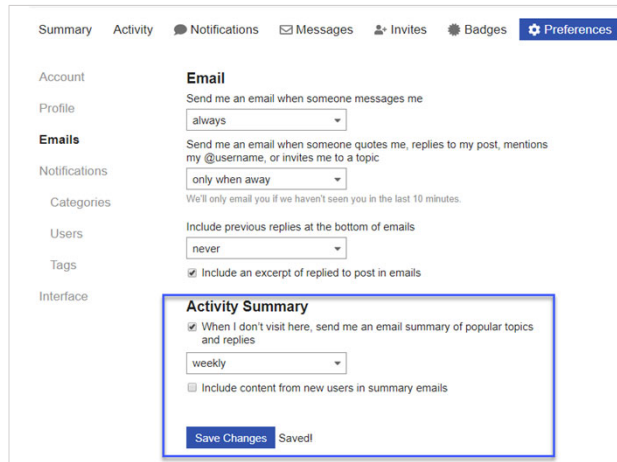 Summary Activity Notifications Messages Invites Badges Preferences
Account
Profile
Emails
Notifications
Categories
Users
Tags
Interface
Email
Send me an email when someone messages me
always
Send me an email when someone quotes me, replies to my post, mentions
my @username, or invites me to a topic
only when away
We'll only email you if we haven't seen you in the last 10 minutes.
Include previous replies at the bottom of emails
never
Include an excerpt of replied to post in emails
Activity Summary
When I don't visit here, send me an email summary of popular topics
and replies
weekly
Include content from new users in summary emails
Save Changes Saved!